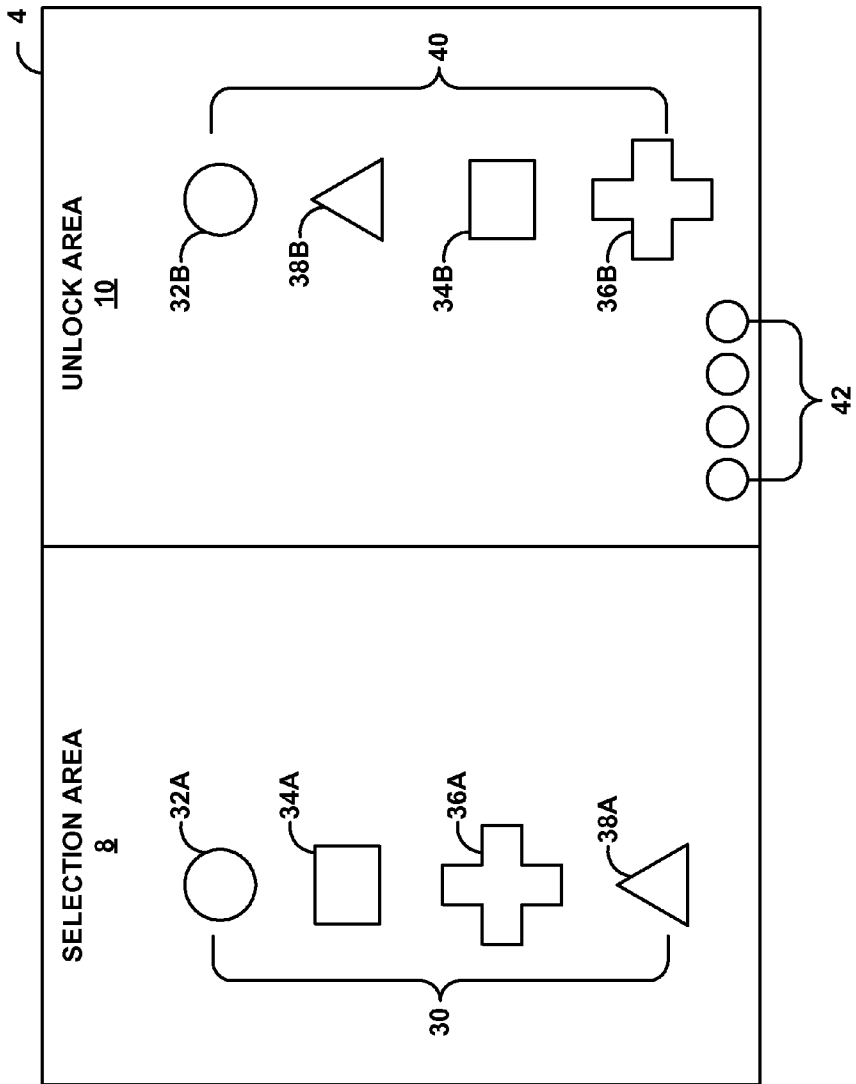 4
SELECTION AREA
8
32A
34A
36A
38A
30
UNLOCK AREA
10
32B
38B
34B
36B
40
42